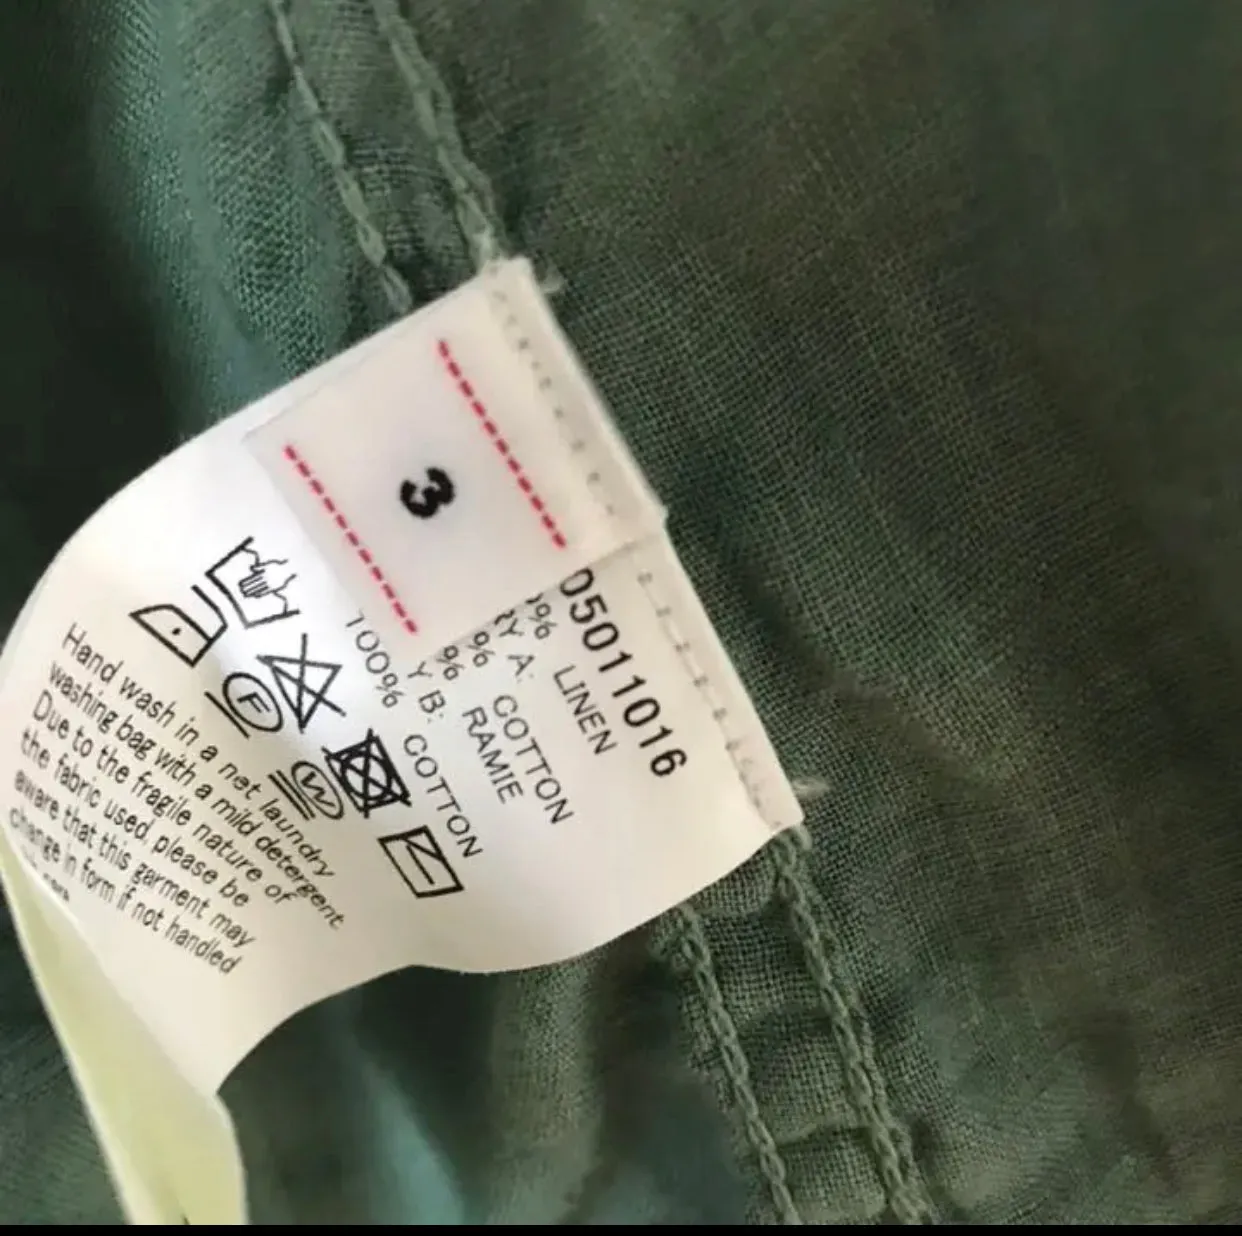 3
05011016
% LINEN
Y A:
% COTTON
% RAMIE
Y B:
100% COTTON
F
W
Hand wash in a net laundry
washing bag with a mild detergent.
Due to the fragile nature of
the fabric used, please be
aware that this garment may
change in form if not handled